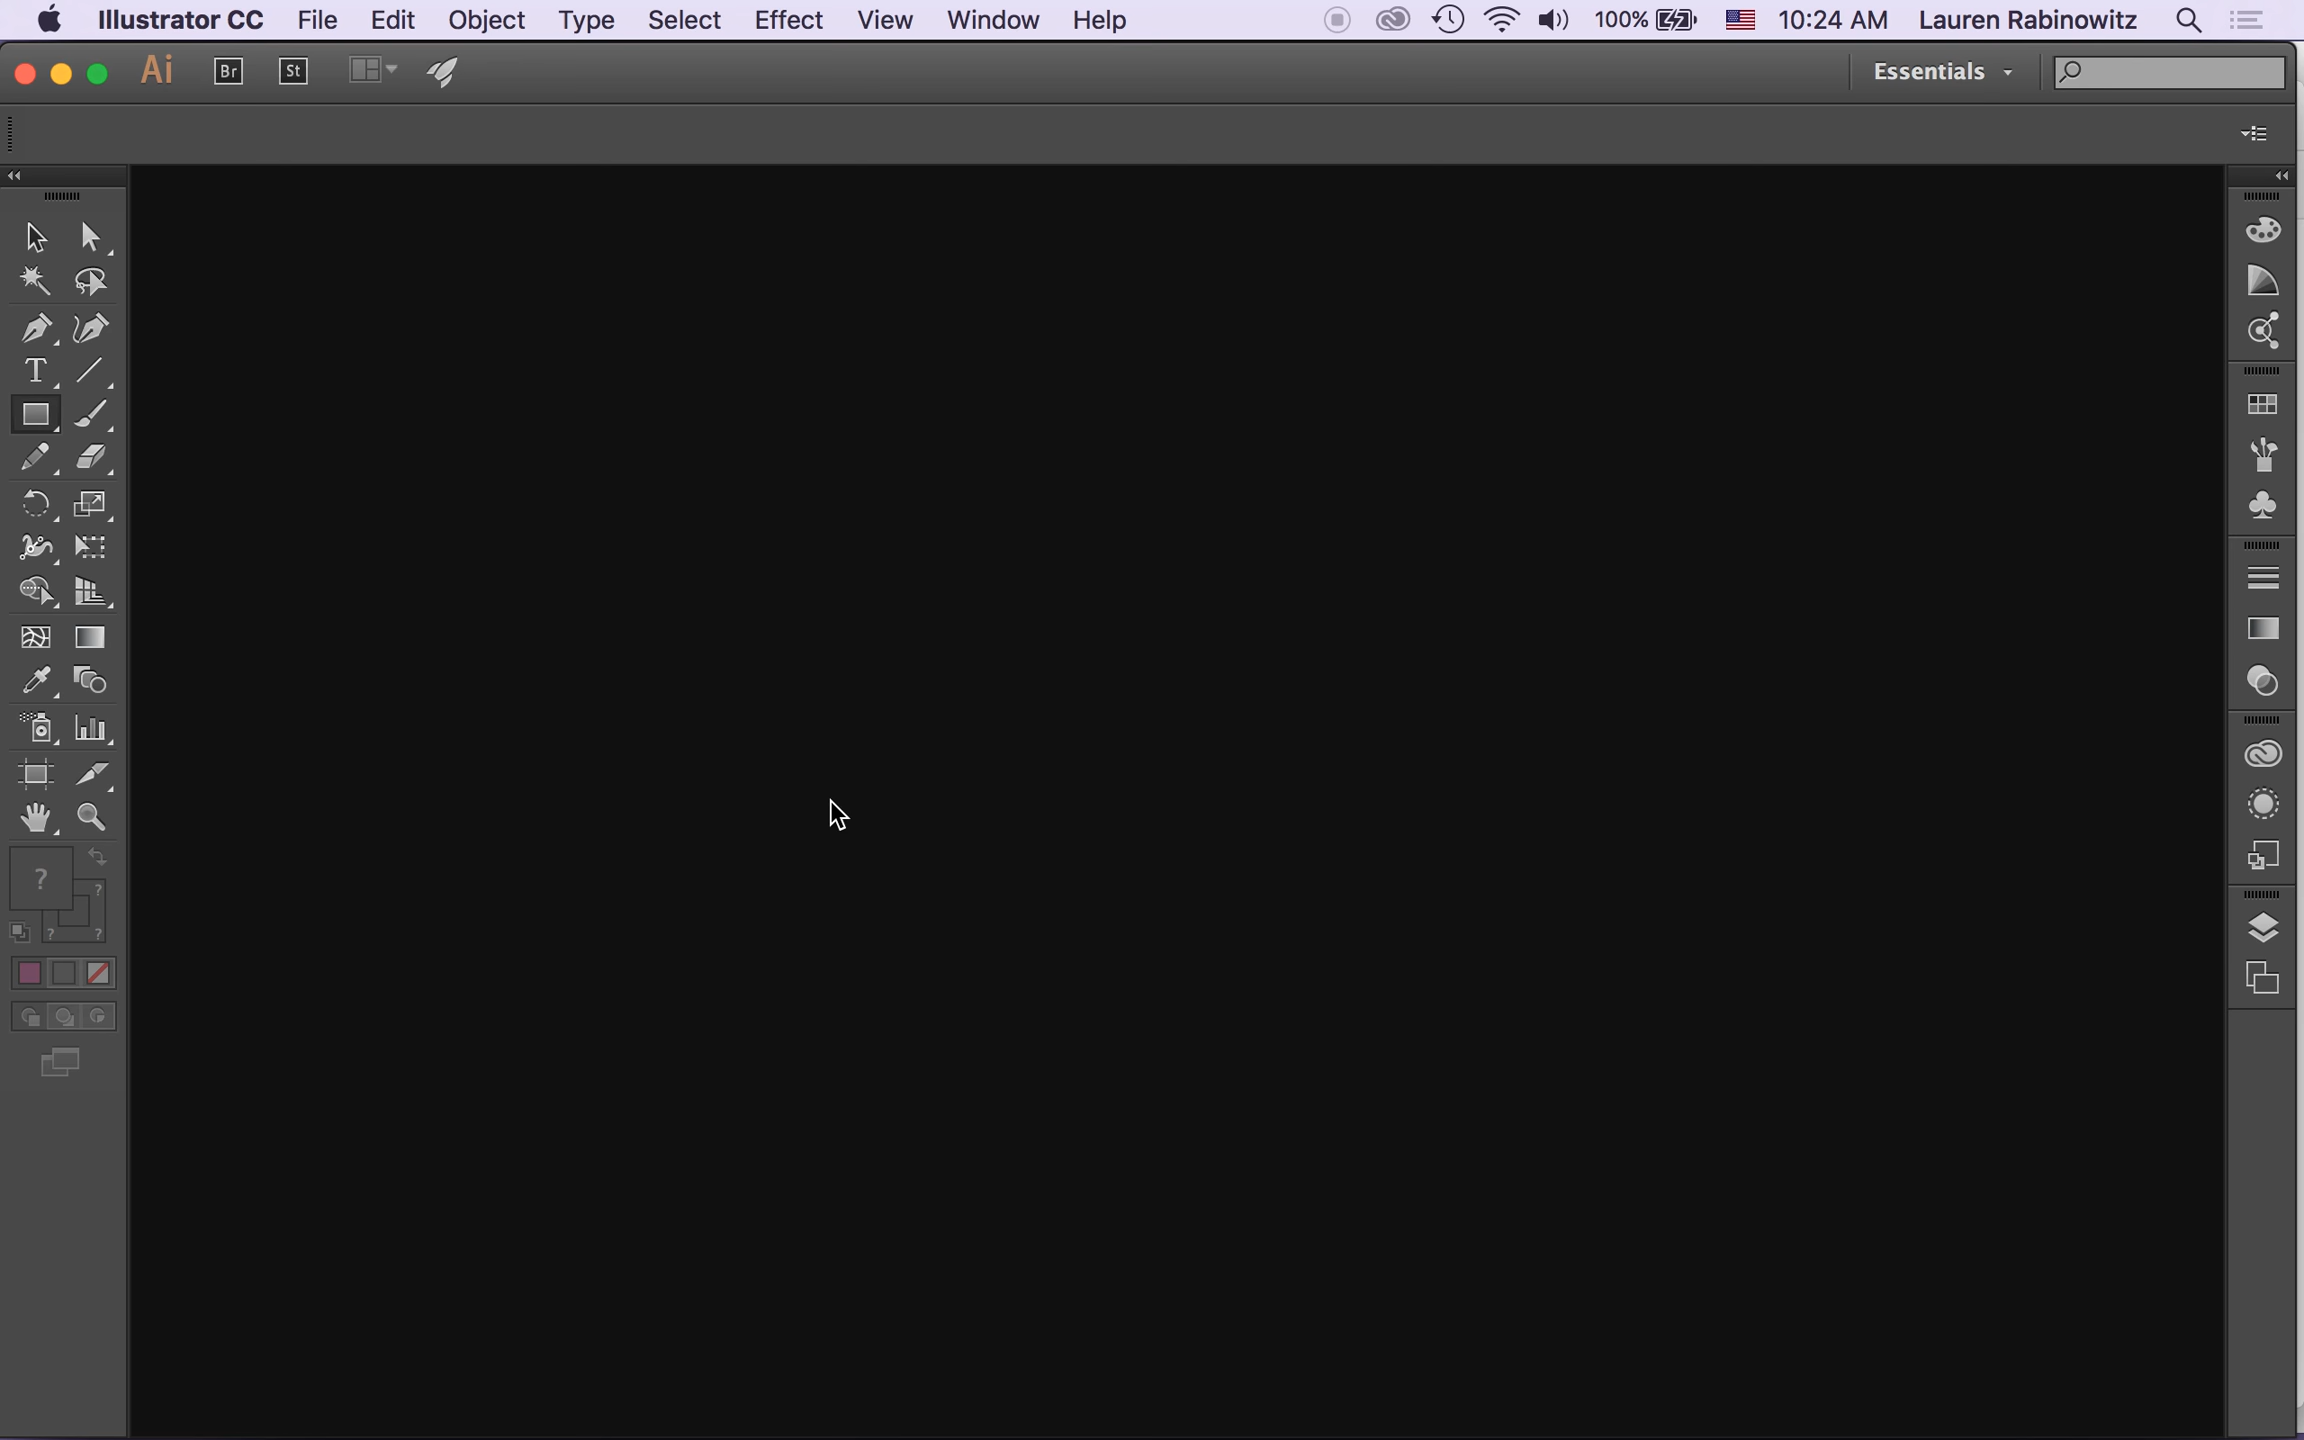 Illustrator CC File Edit Object Type Select Effect View Window Help 100% 10:24 AM Lauren Rabinowitz
Ai Br St Essentials
T
?
?
? ?